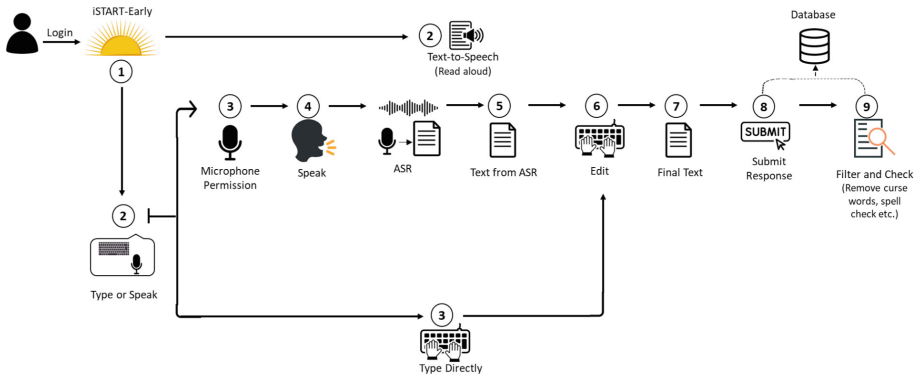 iSTART-Early
Login
1
2
Text-to-Speech
(Read aloud)
Database
3
Microphone
Permission
4
Speak
ASR
5
Text from ASR
6
Edit
7
Final Text
8
SUBMIT
Submit
Response
9
Filter and Check
(Remove curse
words, spell
check etc.)
2
Type or Speak
3
Type Directly